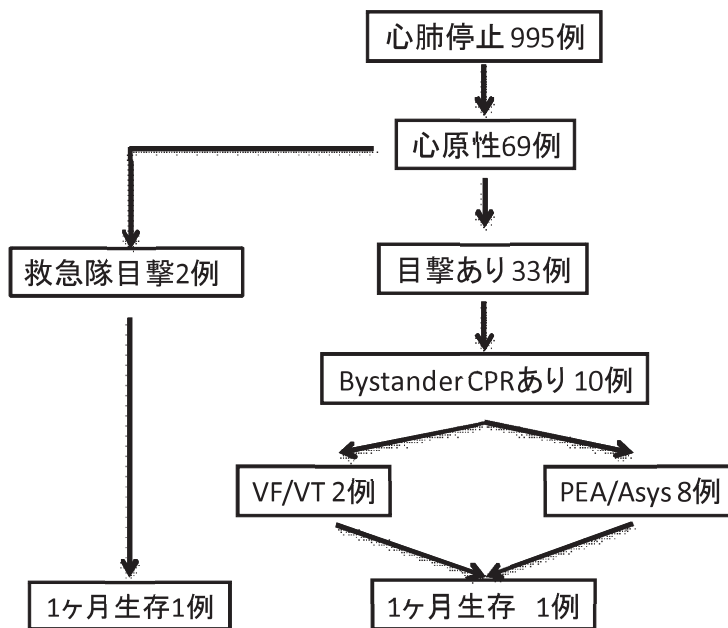 心肺停止 995例
心原性69例
救急隊目撃2例
目撃あり 33例
Bystander CPRあり 10例
VF/VT 2例
PEA/Asys 8例
1ヶ月生存1例
1ヶ月生存 1例